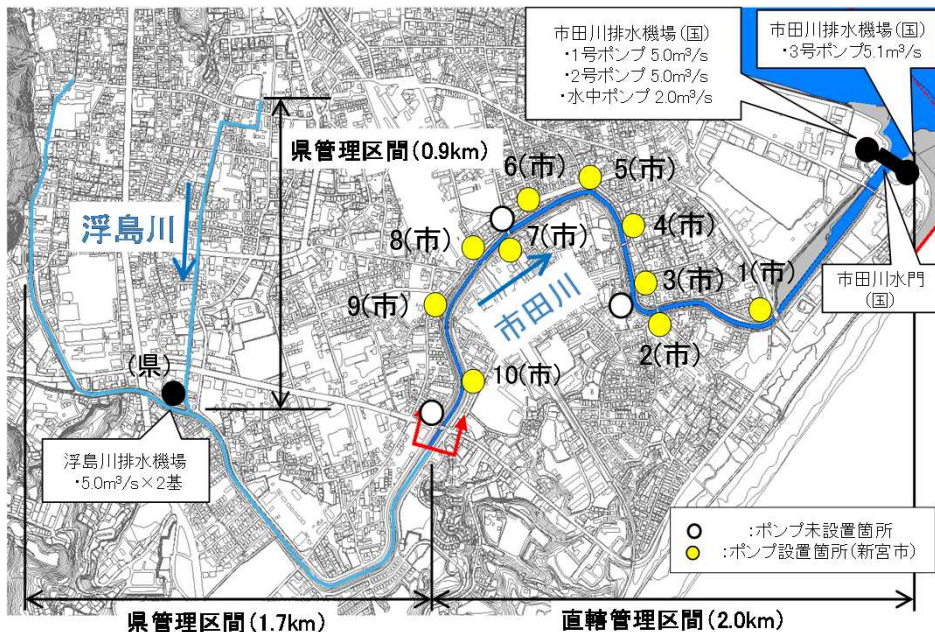 市田川排水機場(国)
・1号ポンプ 5.0m³/s
・2号ポンプ 5.0m³/s
・水中ポンプ 2.0m³/s
市田川排水機場(国)
・3号ポンプ5.1m³/s
県管理区間(0.9km)
6(市)
5(市)
浮島川
8(市)
7(市)
4(市)
3(市)
1(市)
市田川水門
(国)
9(市)
市田川
2(市)
(県)
10(市)
浮島川排水機場
・5.0m³/s×2基
:ポンプ未設置箇所
:ポンプ設置箇所(新宮市)
県管理区間(1.7km)
直轄管理区間(2.0km)